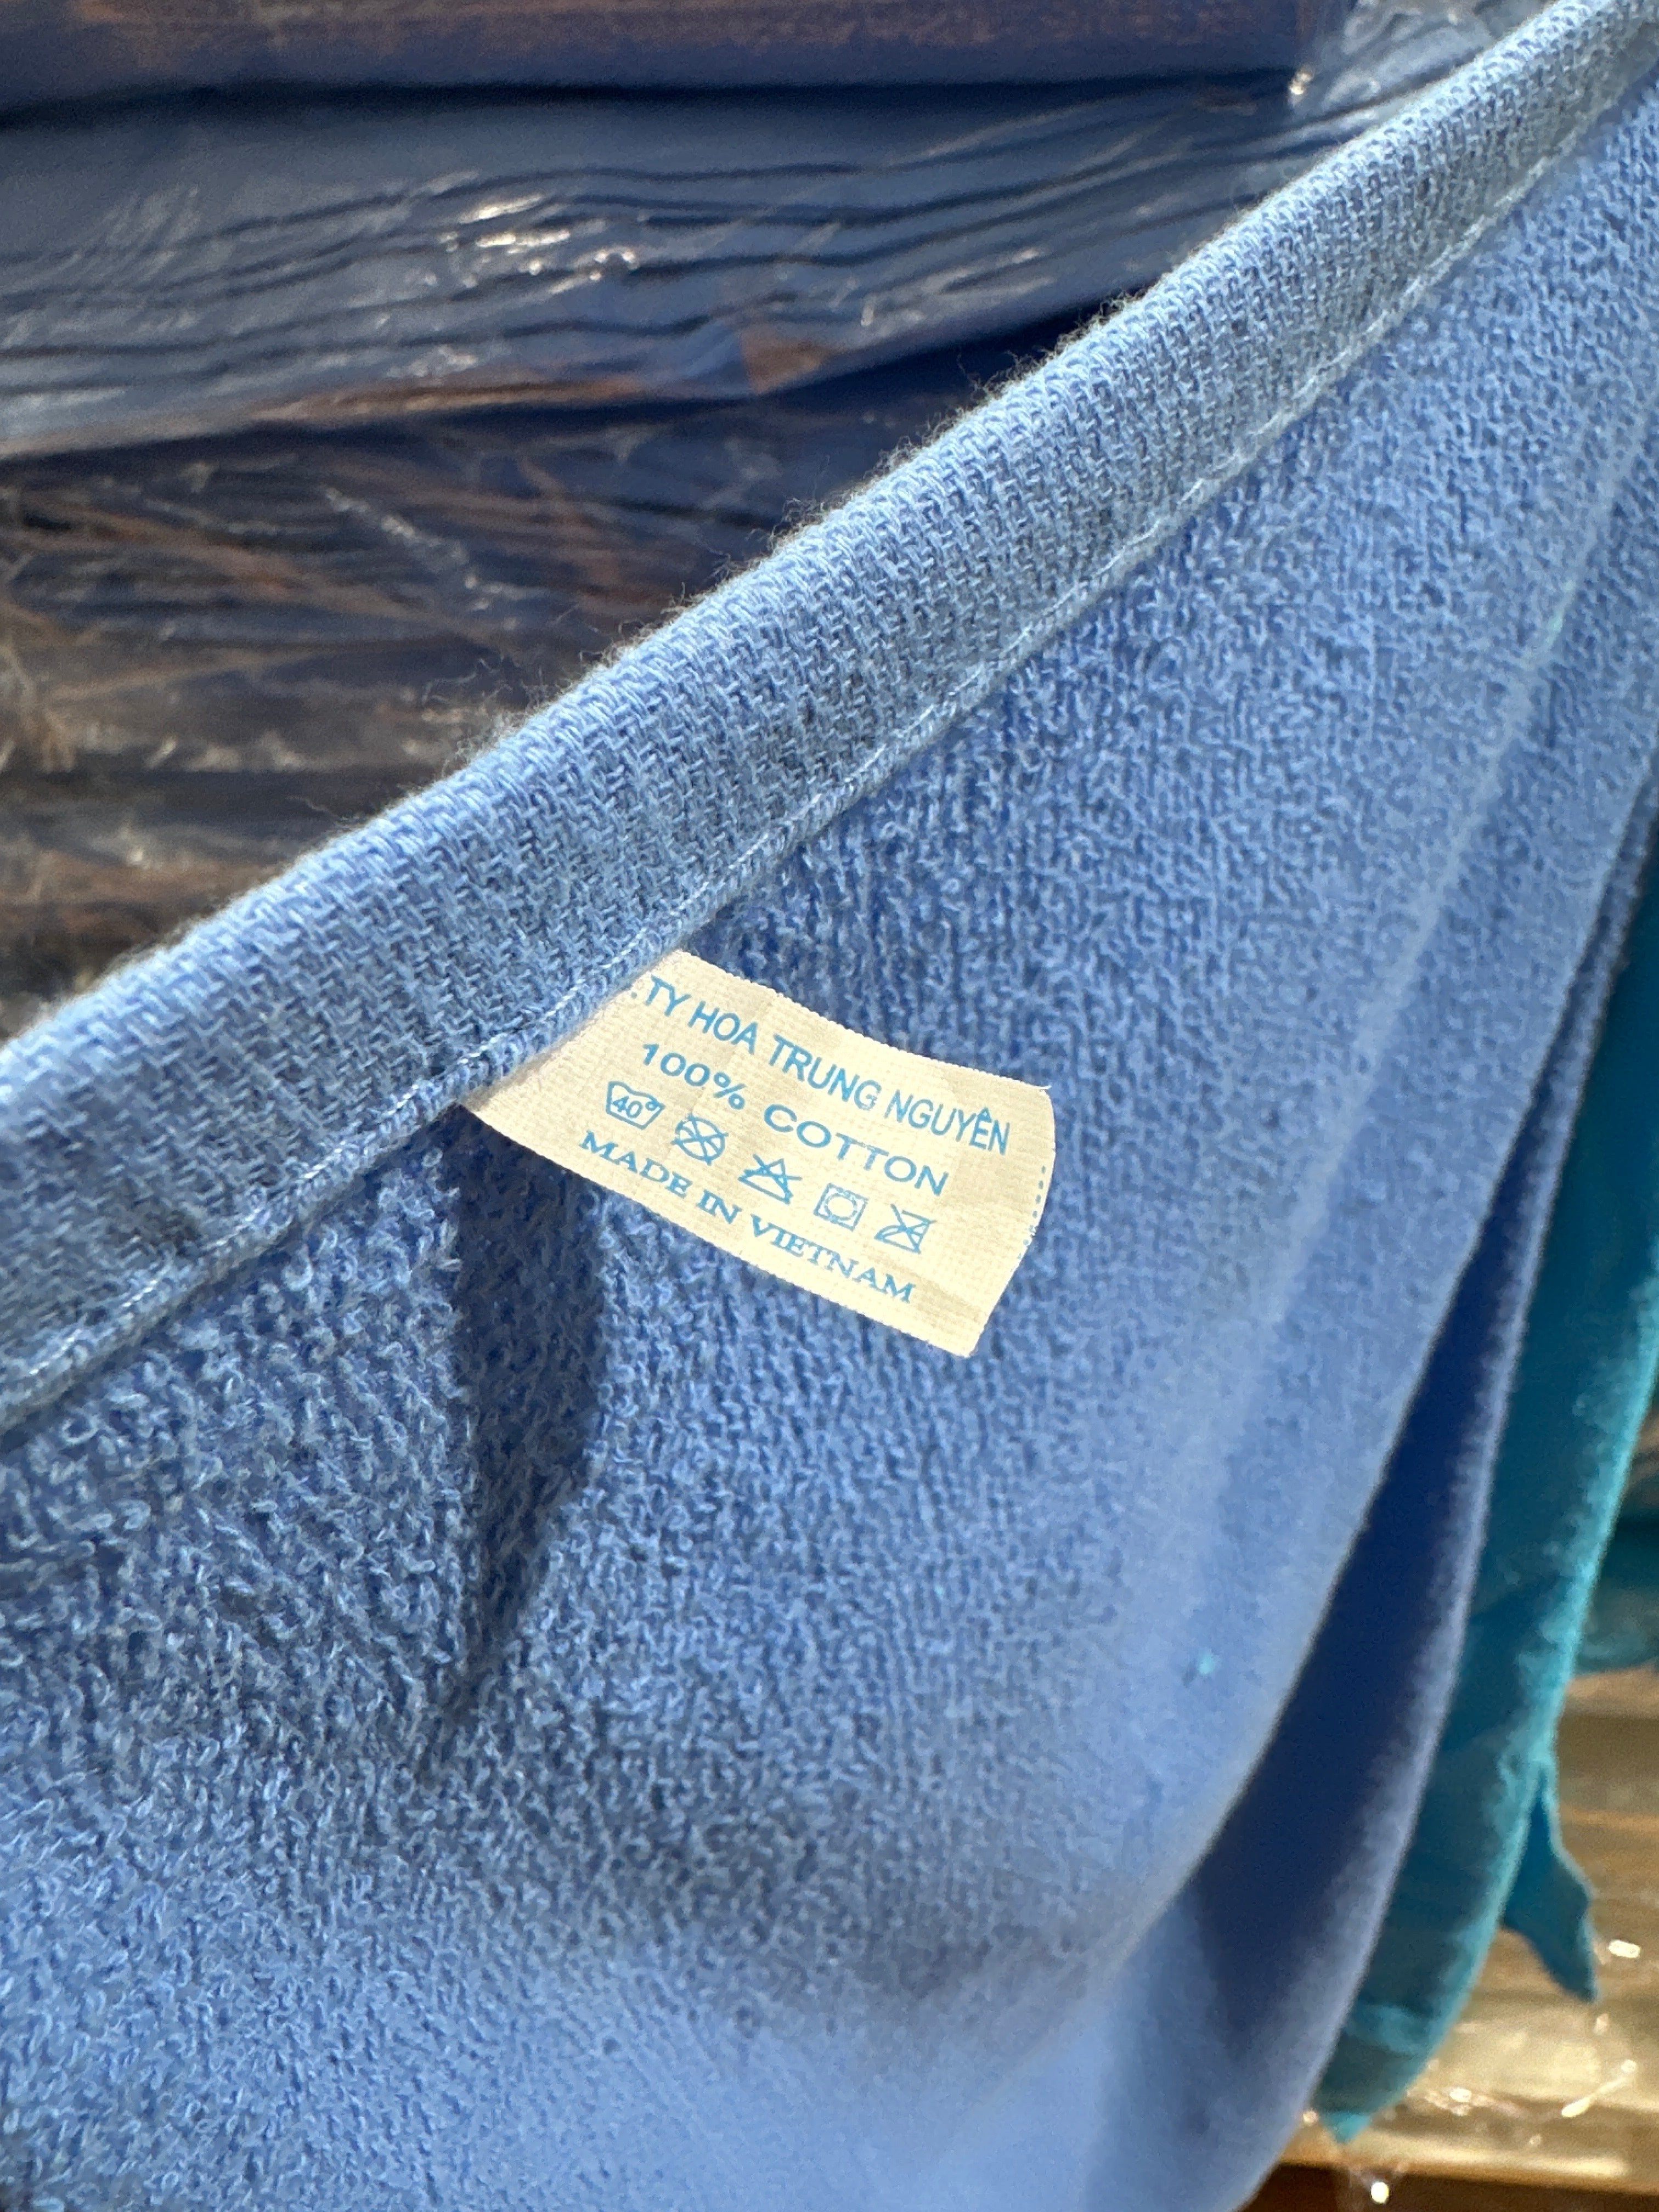 .TY HOA TRUNG NGUYÊN
100% COTTON
40°
MADE IN VIETNAM